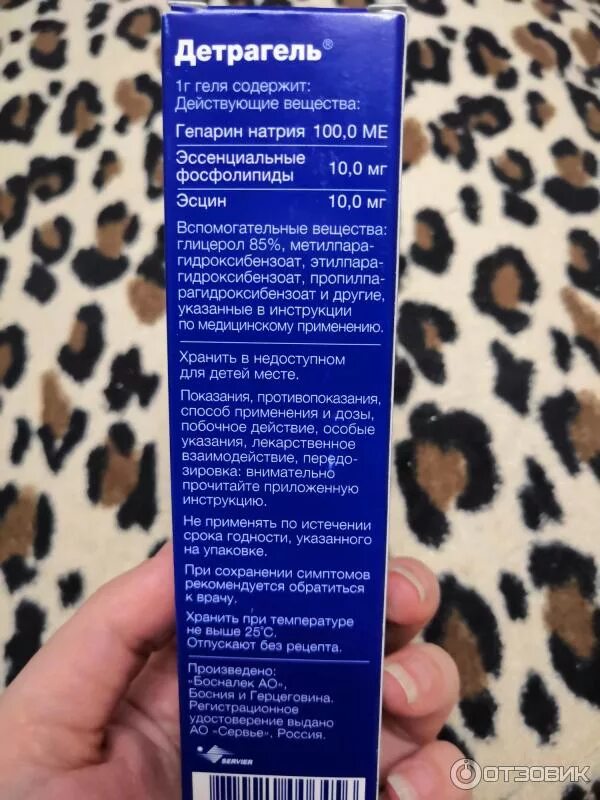 Детрагель®
1г геля содержит:
Действующие вещества:
Гепарин натрия 100,0 МЕ
Эссенциальные
фосфолипиды 10,0 мг
Эсцин 10,0 мг
Вспомогательные вещества:
глицерол 85%, метилпара-
гидроксибензоат, этилпара-
гидроксибензоат, пропилпа-
рагидроксибензоат и другие,
указанные в инструкции
по медицинскому применению.
Хранить в недоступном
для детей месте.
Показания, противопоказания,
способ применения и дозы,
побочное действие, особые
указания, лекарственное
взаимодействие, передо-
зировка: внимательно
прочитайте приложенную
инструкцию.
Не применять по истечении
срока годности, указанного
на упаковке.
При сохранении симптомов
рекомендуется обратиться
к врачу.
Хранить при температуре
не выше 25°C.
Отпускают без рецепта.
Произведено:
«Босналек АО»,
Босния и Герцеговина.
Регистрационное
удостоверение выдано
АО «Сервье», Россия.
SERVIER
ОТЗОВИК